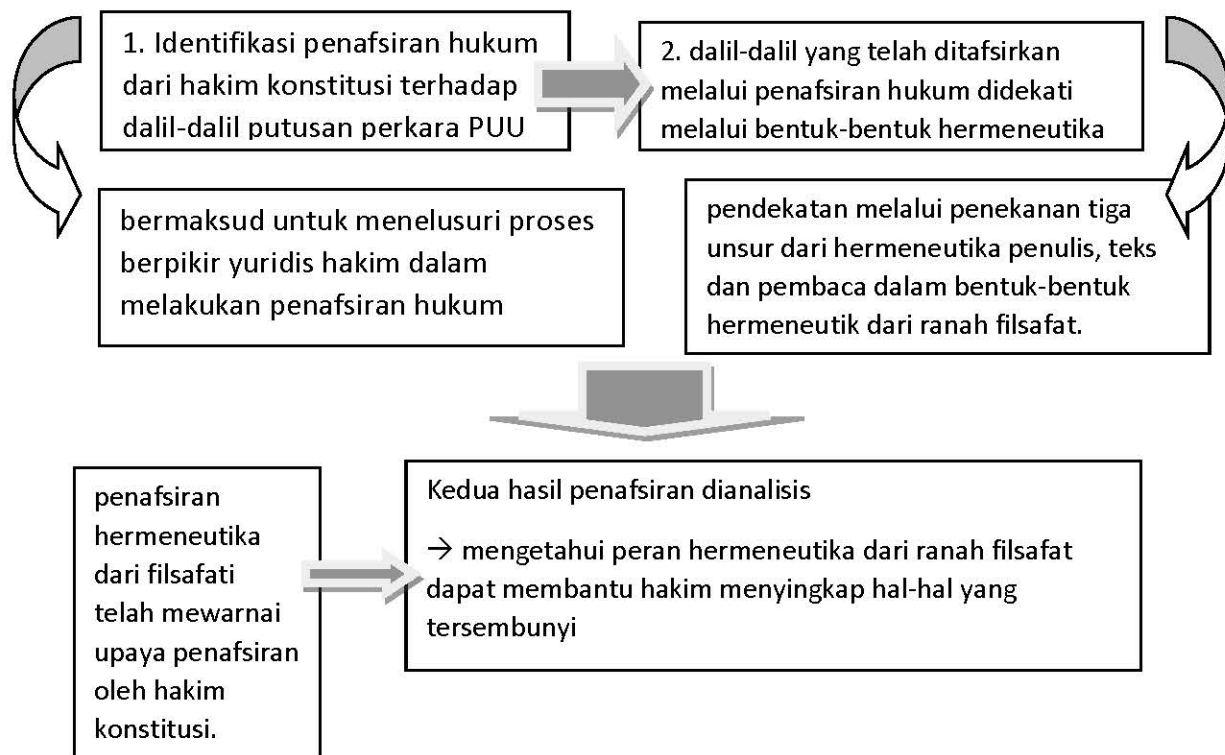 1. Identifikasi penafsiran hukum
dari hakim konstitusi terhadap
dalil-dalil putusan perkara PUU
2. dalil-dalil yang telah ditafsirkan
melalui penafsiran hukum didekati
melalui bentuk-bentuk hermeneutika
bermaksud untuk menelusuri proses
berpikir yuridis hakim dalam
melakukan penafsiran hukum
pendekatan melalui penekanan tiga
unsur dari hermeneutika penulis, teks
dan pembaca dalam bentuk-bentuk
hermeneutik dari ranah filsafat.
penafsiran
hermeneutika
dari filsafati
telah mewarnai
upaya penafsiran
oleh hakim
konstitusi.
Kedua hasil penafsiran dianalisis
→ mengetahui peran hermeneutika dari ranah filsafat
dapat membantu hakim menyingkap hal-hal yang
tersembunyi